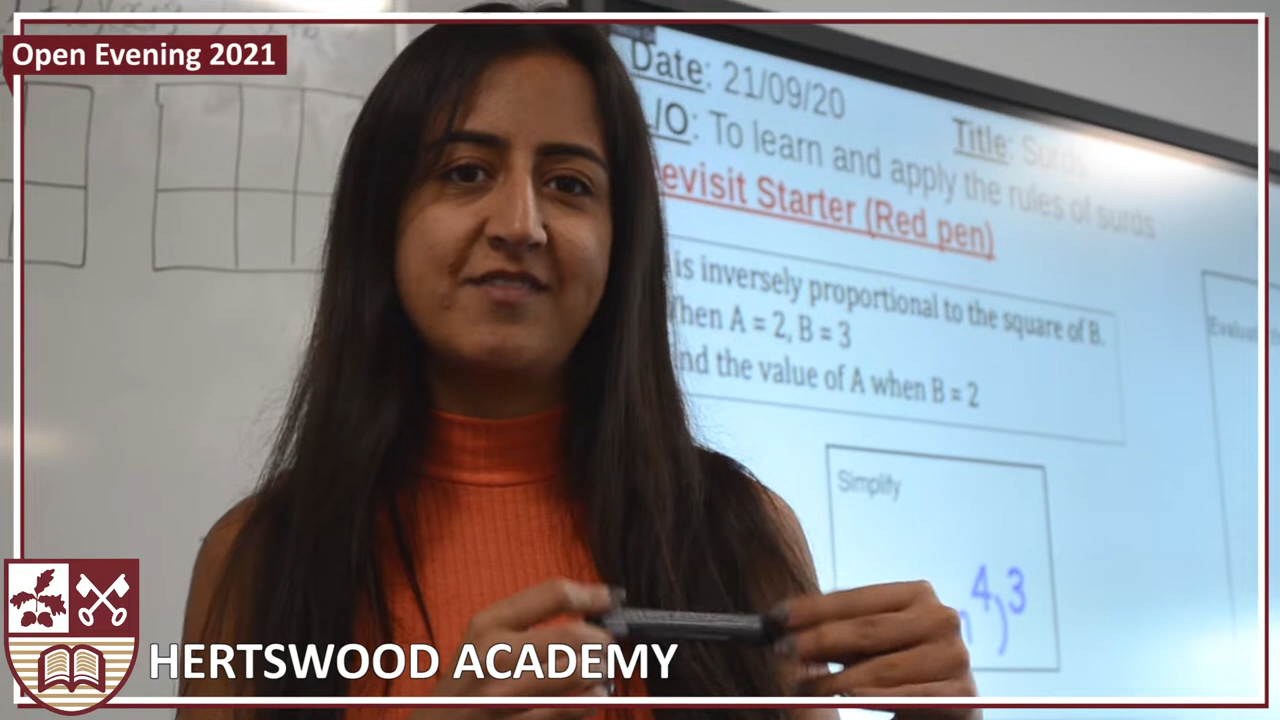 Open Evening 2021
Date: 21/09/20
Title: Surds
L/O: To learn and apply the rules of surds
Revisit Starter (Red pen)
is inversely proportional to the square of B.
When A = 2, B = 3
Find the value of A when B = 2
Simplify
4)3
HERTSWOOD ACADEMY